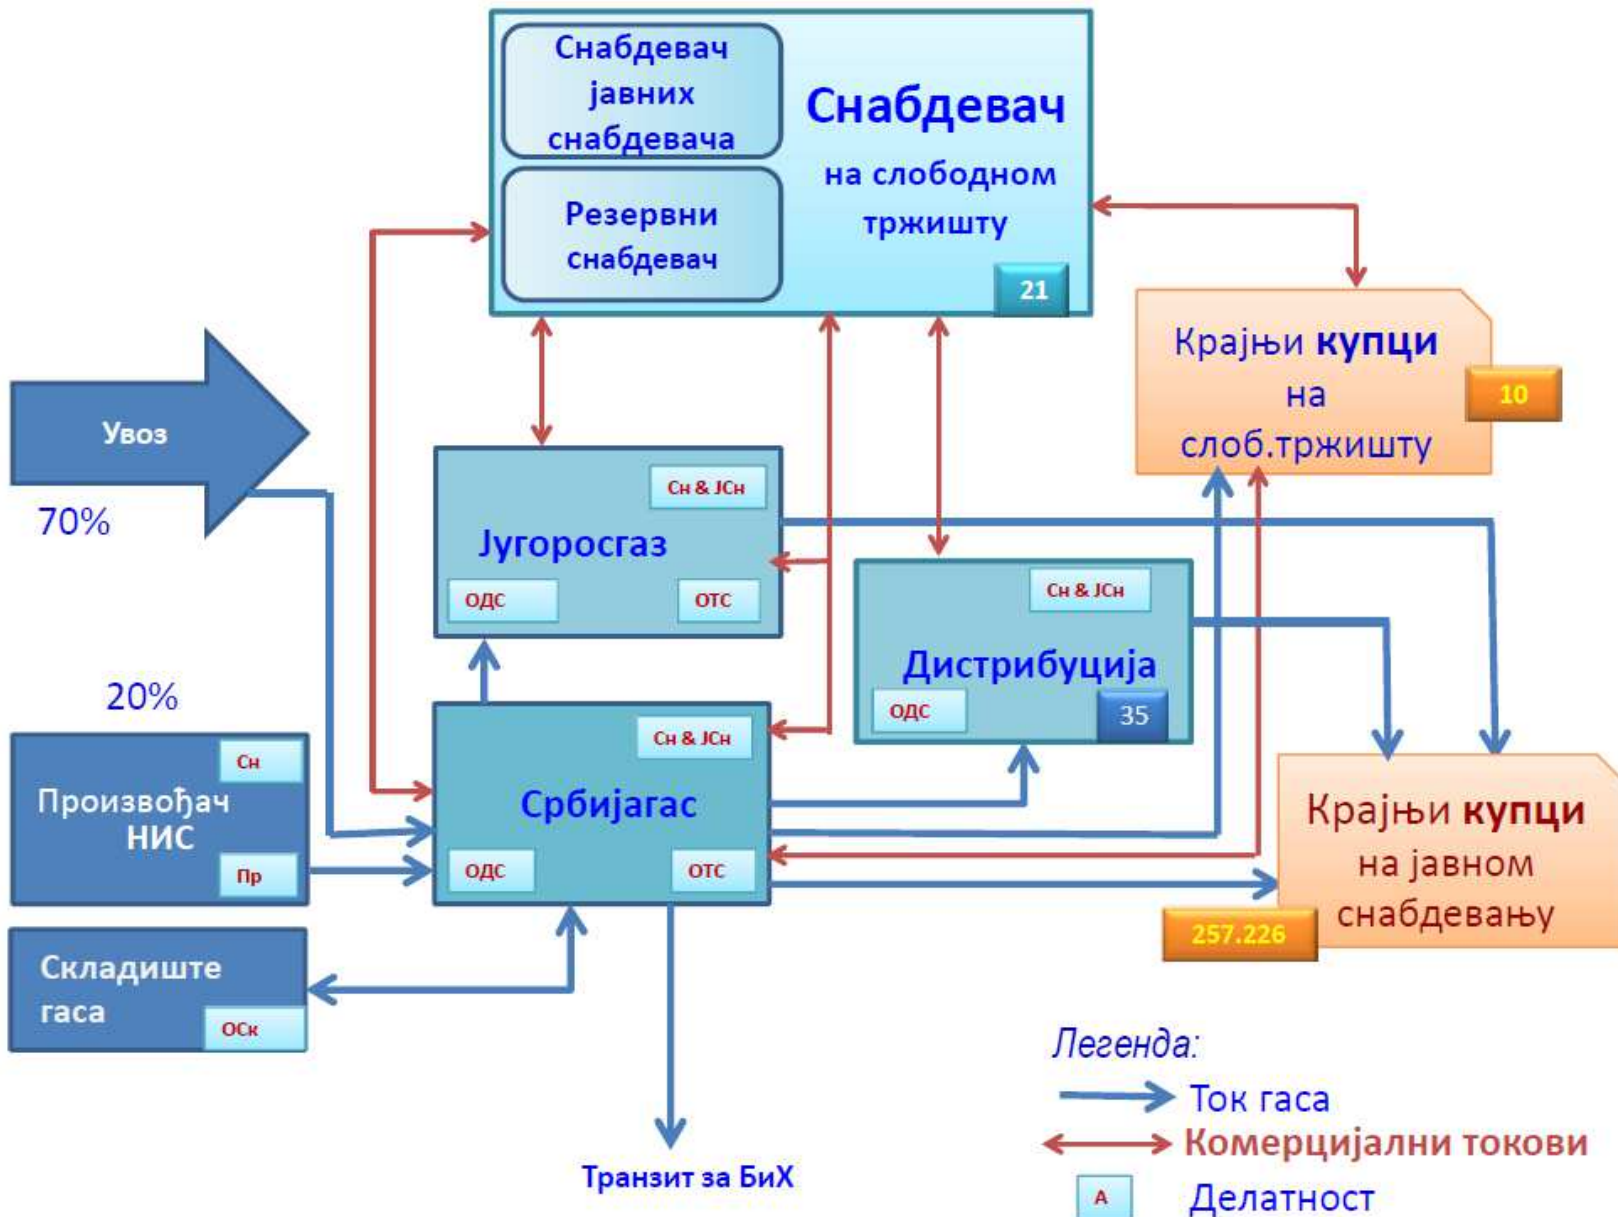 Снабдевач
јавних
снабдевача
Резервни
снабдевач
Снабдевач
на слободном
тржишту
21
Крајњи купци
на
слоб.тржишту
10
Увоз
70%
Сн & ЈСн
Југоросгаз
ОДС
ОТС
Сн & ЈСн
Дистрибуција
ОДС
35
20%
Сн
Произвођач
НИС
Пр
Сн & ЈСн
Србијагас
ОДС
ОТС
Крајњи купци
на јавном
снабдевању
257.226
Складиште
гаса
ОСк
Транзит за БиХ
Легенда:
Ток гаса
Комерцијални токови
А
Делатност